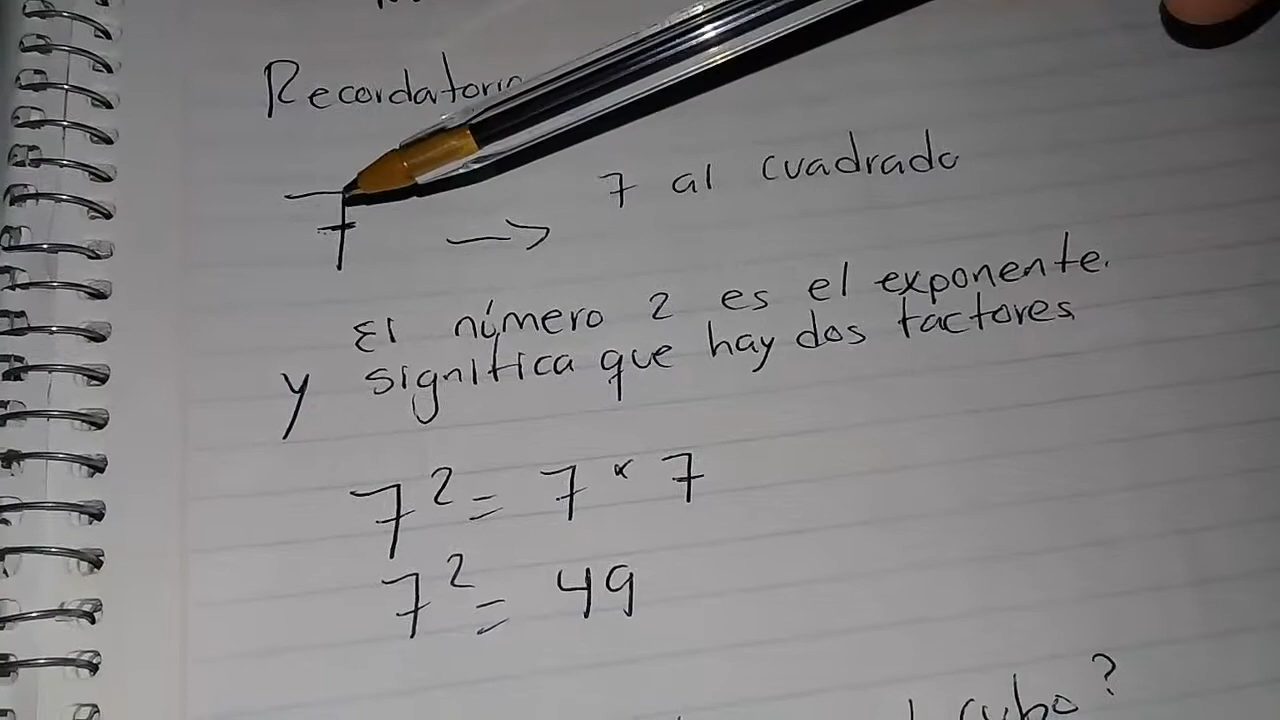 Recordatorio
7 → 7 al cuadrado
El número 2 es el exponente.
y significa que hay dos factores
7² = 7 x 7
7² = 49
cubo?